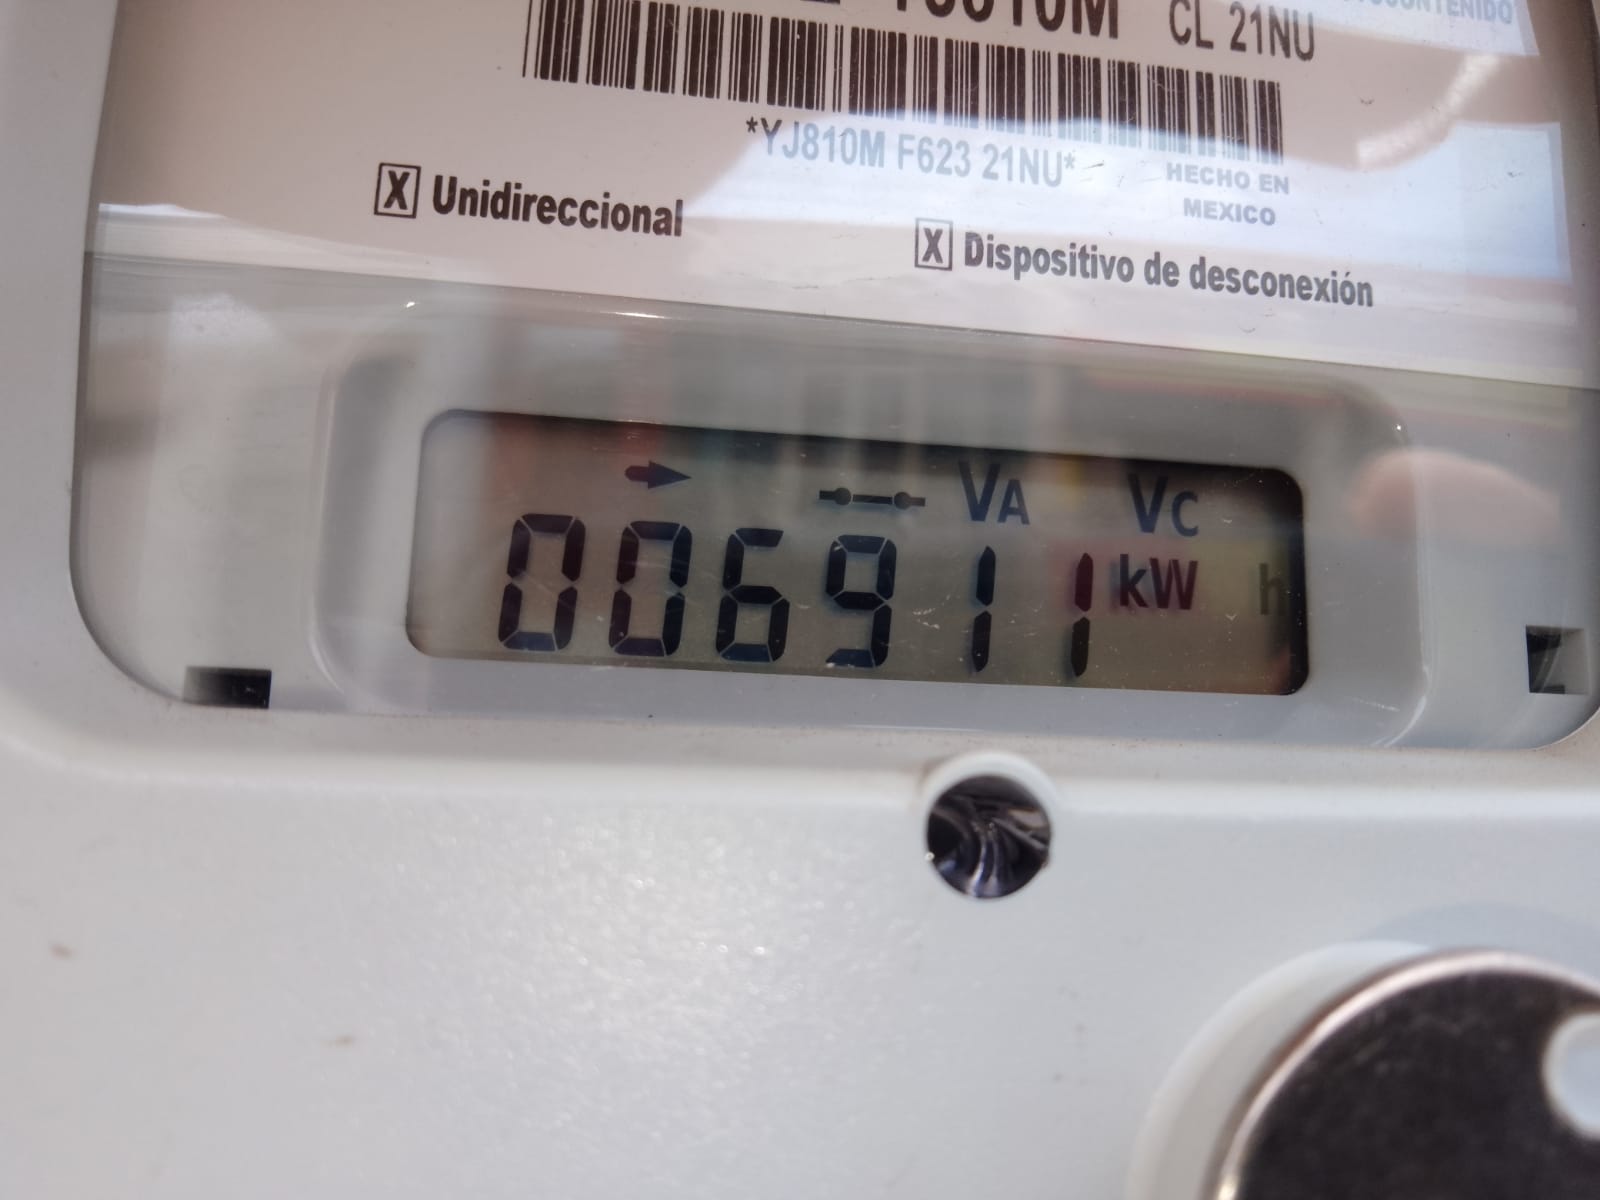 CL 21NU
*YJ810M F623 21NU*
HECHO EN
MEXICO
X Unidireccional
X Dispositivo de desconexión
VA VC
006911 kW h